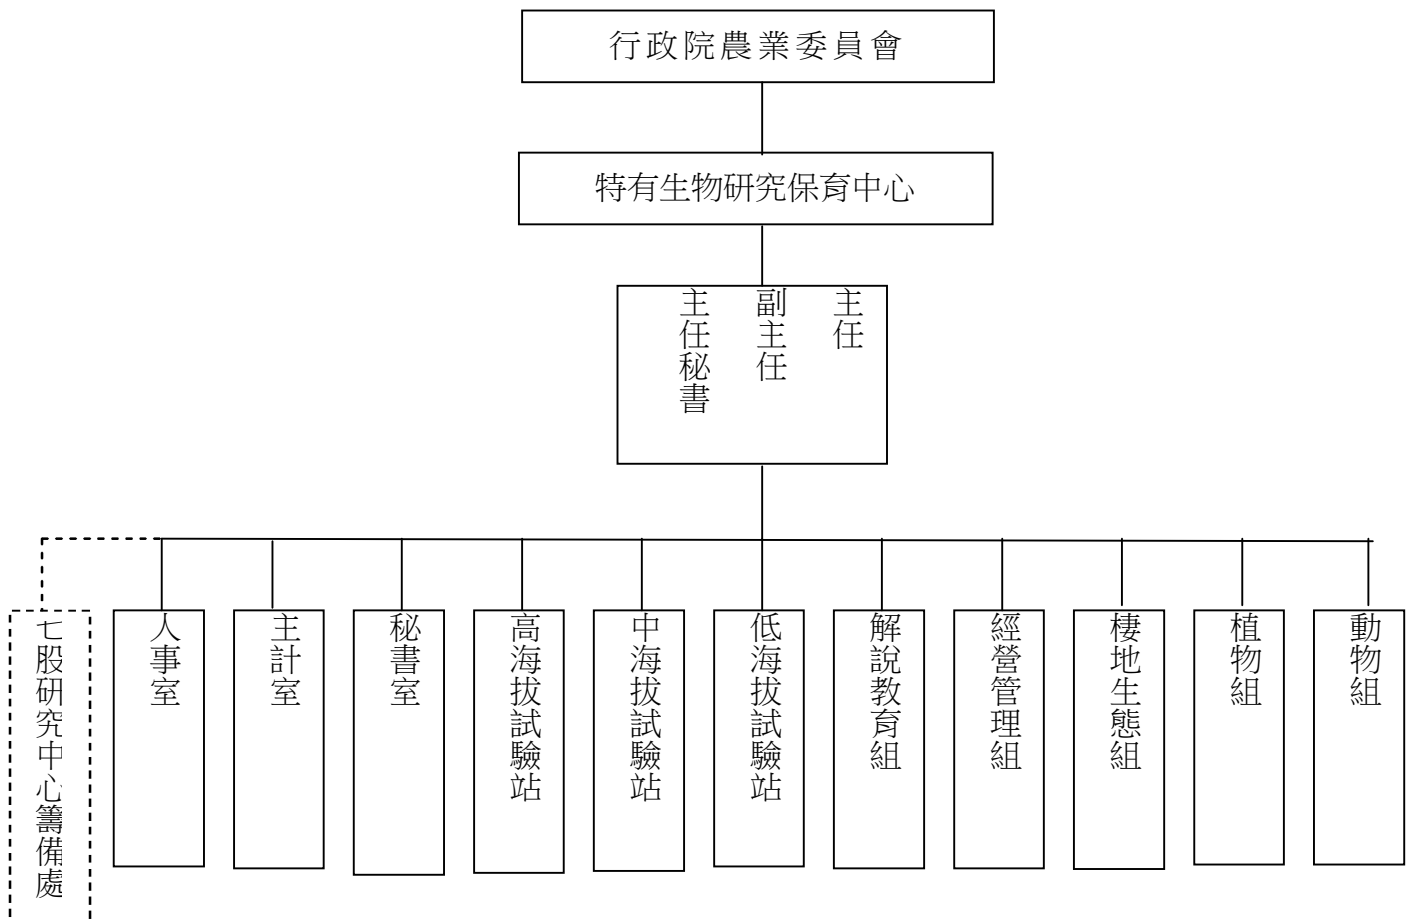 行政院農業委員會
特有生物研究保育中心
主任
副主任
主任秘書
動物組
植物組
棲地生態組
經營管理組
解說教育組
低海拔試驗站
中海拔試驗站
高海拔試驗站
秘書室
主計室
人事室
七股研究中心籌備處